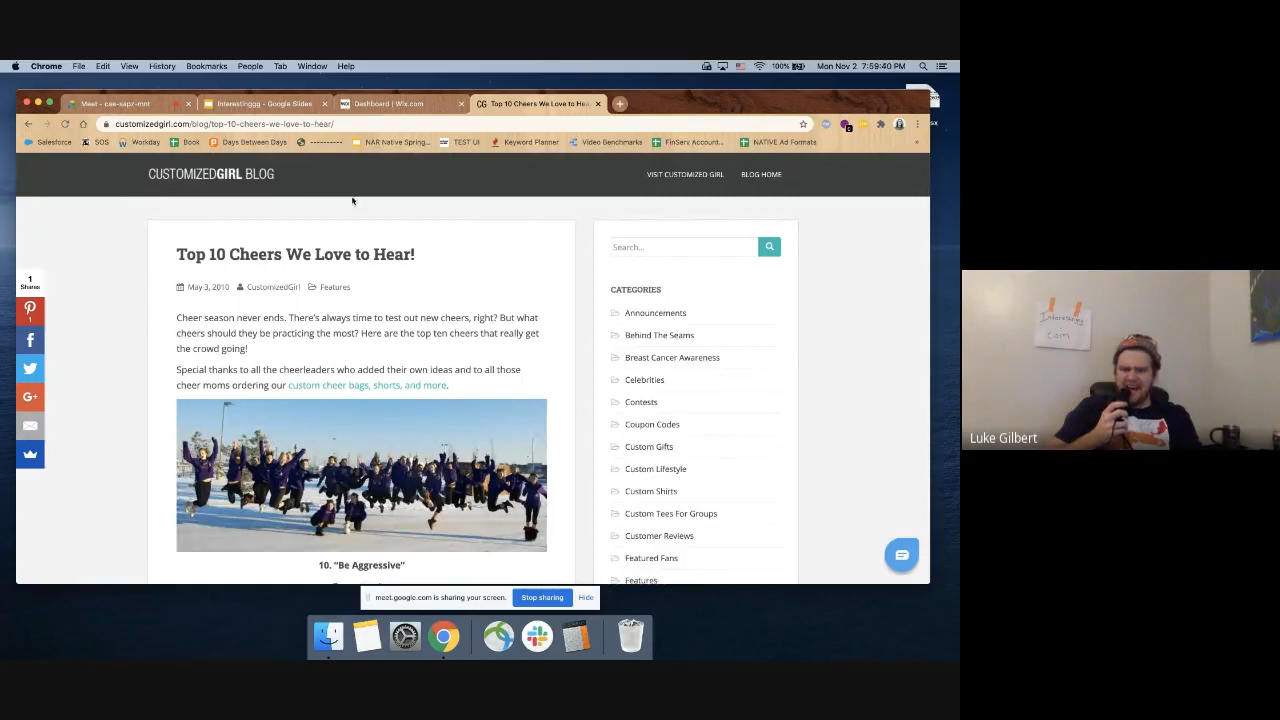 Chrome File Edit View History Bookmarks People Tab Window Help 100% Mon Nov 2 7:59:40 PM
Meet - cae-sapz-mnt Interestinggg - Google Slides Dashboard | Wix.com CG Top 10 Cheers We Love to Hea
customizedgirl.com/blog/top-10-cheers-we-love-to-hear/
Salesforce SOS Workday Book Days Between Days ---------- NAR Native Spring... TEST UI Keyword Planner Video Benchmarks FinServ Account... NATIVE Ad Formats »
CUSTOMIZEDGIRL BLOG VISIT CUSTOMIZED GIRL BLOG HOME
Top 10 Cheers We Love to Hear!
May 3, 2010 CustomizedGirl Features
Cheer season never ends. There's always time to test out new cheers, right? But what
cheers should they be practicing the most? Here are the top ten cheers that really get
the crowd going!
Special thanks to all the cheerleaders who added their own ideas and to all those
cheer moms ordering our custom cheer bags, shorts, and more.
10. "Be Aggressive"
1
Shares
1
Search...
CATEGORIES
Announcements
Behind The Seams
Breast Cancer Awareness
Celebrities
Contests
Coupon Codes
Custom Gifts
Custom Lifestyle
Custom Shirts
Custom Tees For Groups
Customer Reviews
Featured Fans
Features
meet.google.com is sharing your screen. Stop sharing Hide
.com
Luke Gilbert